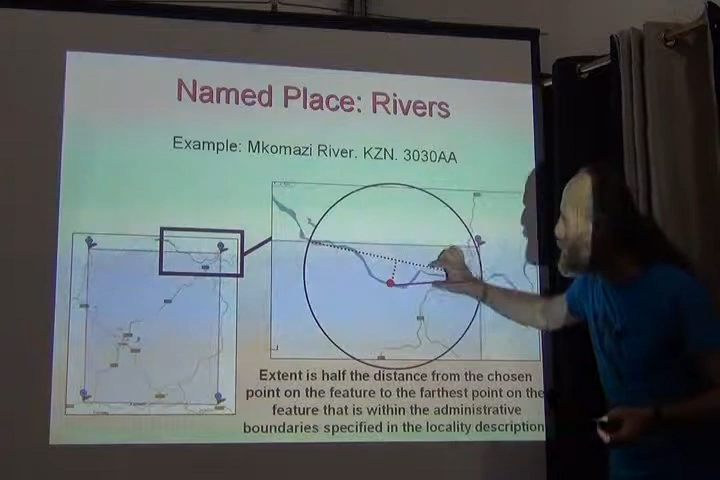 Named Place: Rivers
Example: Mkomazi River. KZN. 3030AA
Extent is half the distance from the chosen
point on the feature to the farthest point on the
feature that is within the administrative
boundaries specified in the locality description